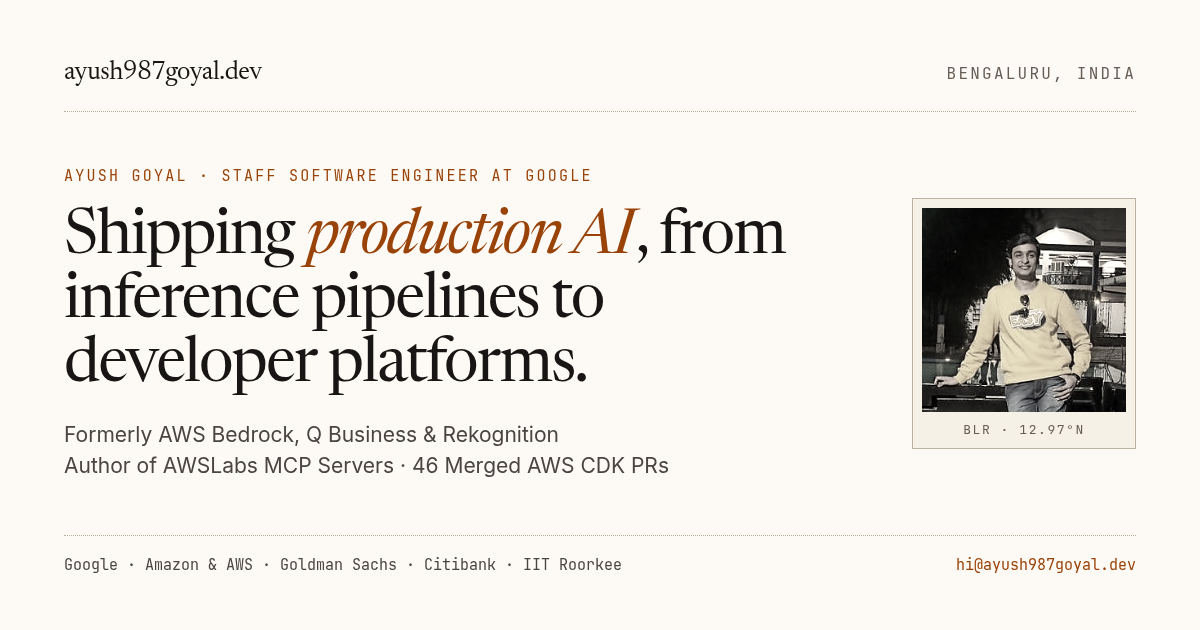 ayush987goyal.dev
BENGALURU, INDIA
AYUSH GOYAL · STAFF SOFTWARE ENGINEER AT GOOGLE
Shipping production AI, from
inference pipelines to
developer platforms.
Formerly AWS Bedrock, Q Business & Rekognition
Author of AWSLabs MCP Servers · 46 Merged AWS CDK PRs
BLR · 12.97°N
Google · Amazon & AWS · Goldman Sachs · Citibank · IIT Roorkee
hi@ayush987goyal.dev